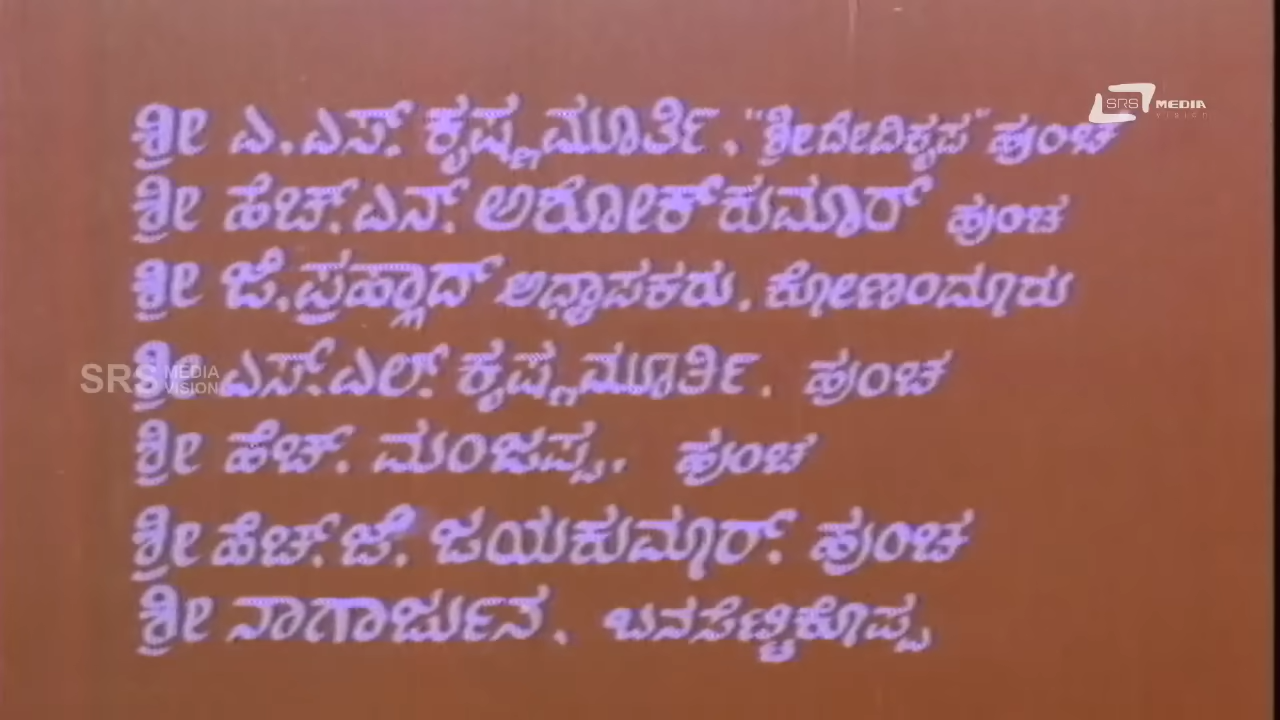 ಶ್ರೀ ಎ.ಎಸ್. ಕೃಷ್ಣಮೂರ್ತಿ. "ಶ್ರೀದೇವಿಕೃಪ" ಹುಂಚ
ಶ್ರೀ ಹೆಚ್.ಎನ್. ಅಶೋಕ್‌ಕುಮಾರ್ ಹುಂಚ
ಶ್ರೀ ಜೆ.ಪ್ರಹ್ಲಾದ್ ಅಧ್ಯಾಪಕರು. ಕೋಣಂದೂರು
ಶ್ರೀ ಎಸ್.ಎಲ್. ಕೃಷ್ಣಮೂರ್ತಿ. ಹುಂಚ
ಶ್ರೀ ಹೆಚ್. ಮಂಜಪ್ಪ. ಹುಂಚ
ಶ್ರೀ ಹೆಚ್.ಜೆ. ಜಯಕುಮಾರ್. ಹುಂಚ
ಶ್ರೀ ನಾಗಾರ್ಜುನ. ಬನಸೆಟ್ಟಿಕೊಪ್ಪ
SRS MEDIA VISION
SRS MEDIA
vision